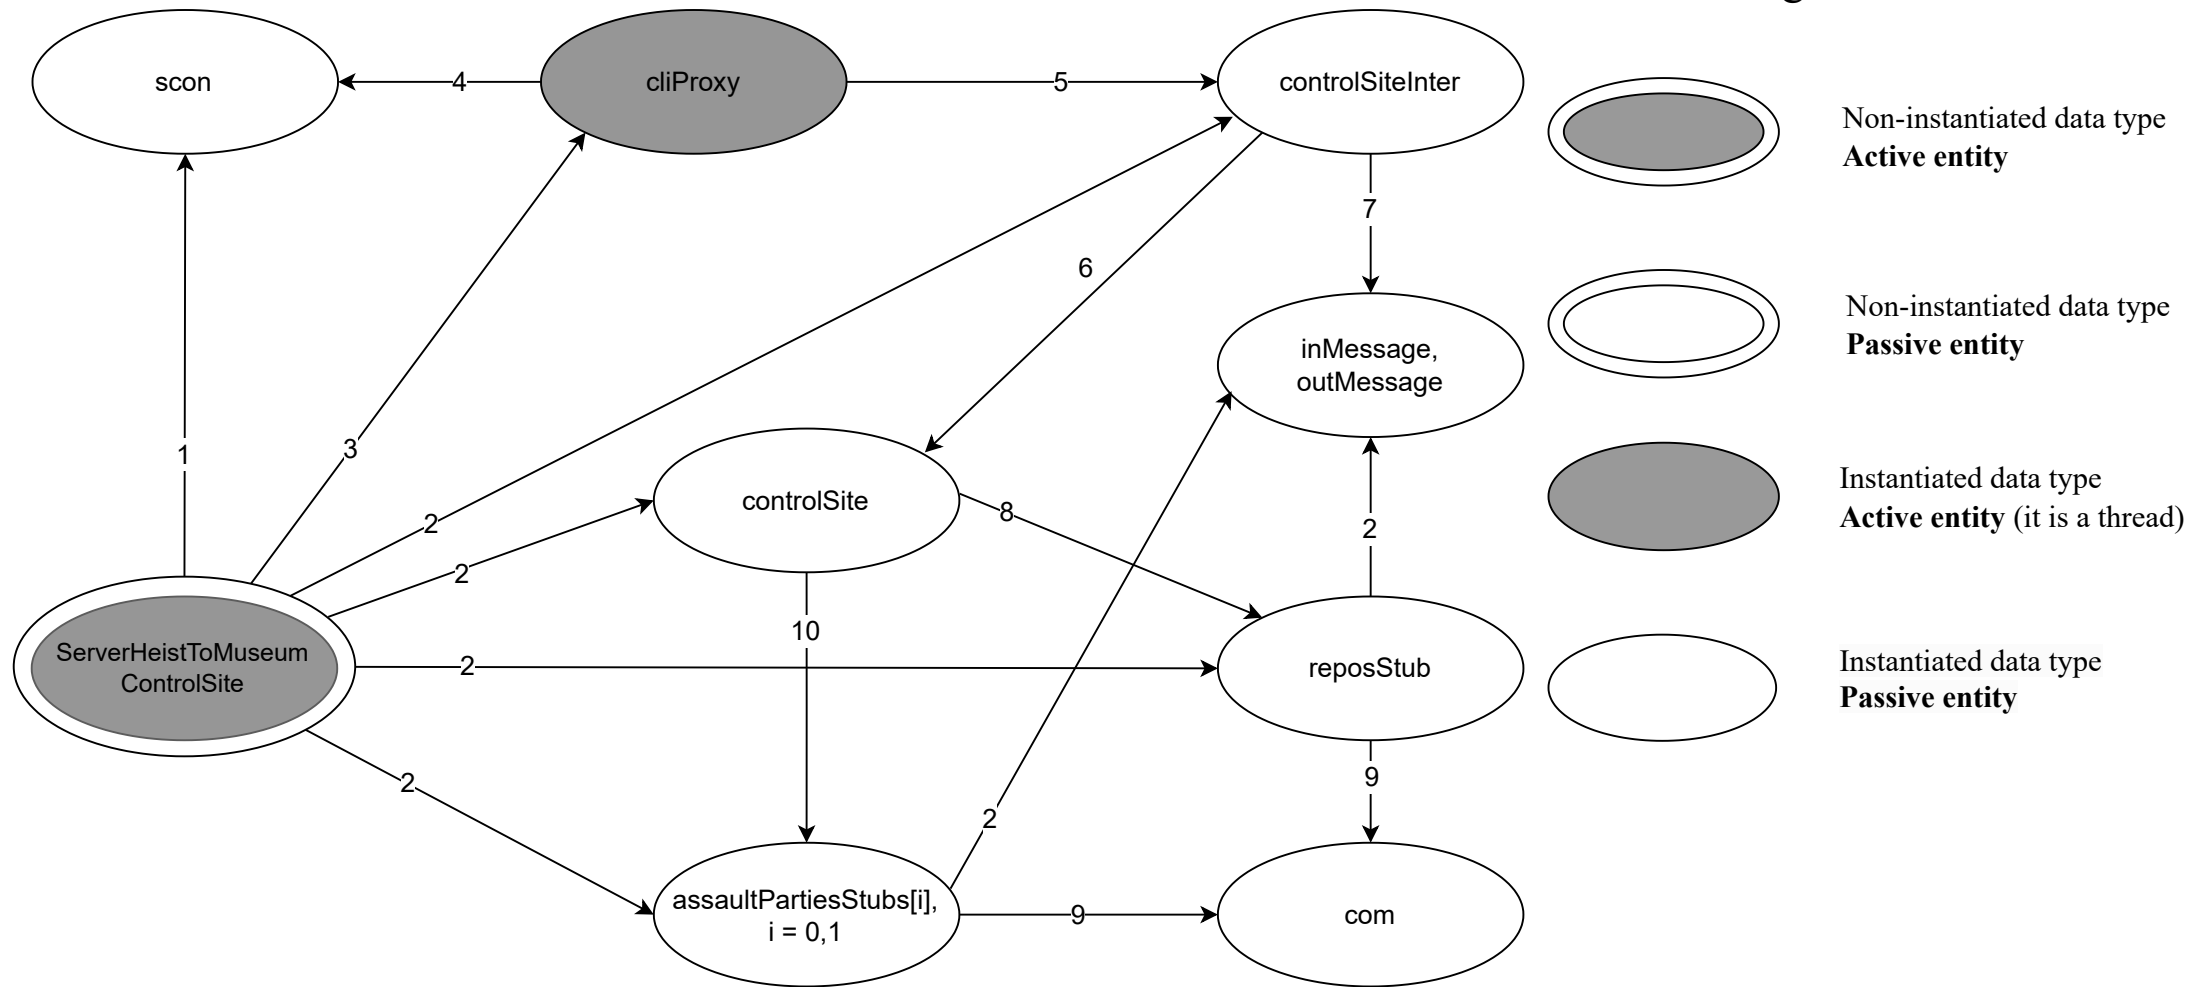 scon
4
cliProxy
5
controlSiteInter
Non-instantiated data type
Active entity
7
6
Non-instantiated data type
Passive entity
inMessage,
outMessage
1
3
2
2
controlSite
8
2
Instantiated data type
Active entity (it is a thread)
ServerHeistToMuseum
ControlSite
2
10
reposStub
Instantiated data type
Passive entity
2
2
9
assaultPartiesStubs[i],
i = 0,1
9
com